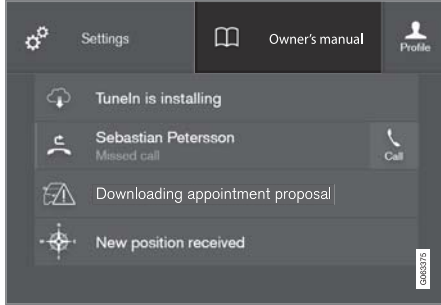 Settings
Owner's manual
Profile
TuneIn is installing
Sebastian Petersson
Missed call
Call
Downloading appointment proposal
New position received
G063375